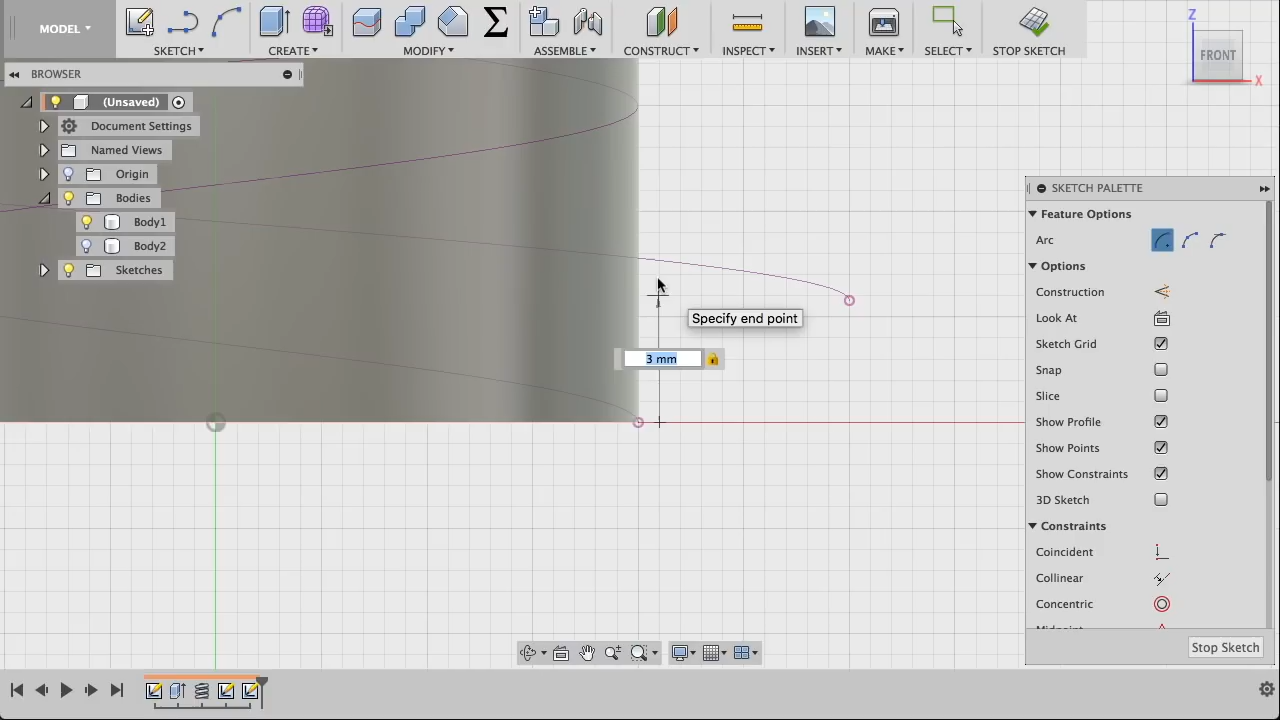 MODEL
SKETCH
CREATE
MODIFY
ASSEMBLE
CONSTRUCT
INSPECT
INSERT
MAKE
SELECT
STOP SKETCH
Z
FRONT
X
BROWSER
(Unsaved)
Document Settings
Named Views
Origin
Bodies
Body1
Body2
Sketches
Specify end point
3 mm
SKETCH PALETTE
Feature Options
Arc
Options
Construction
Look At
Sketch Grid
Snap
Slice
Show Profile
Show Points
Show Constraints
3D Sketch
Constraints
Coincident
Collinear
Concentric
Midpoint
Stop Sketch